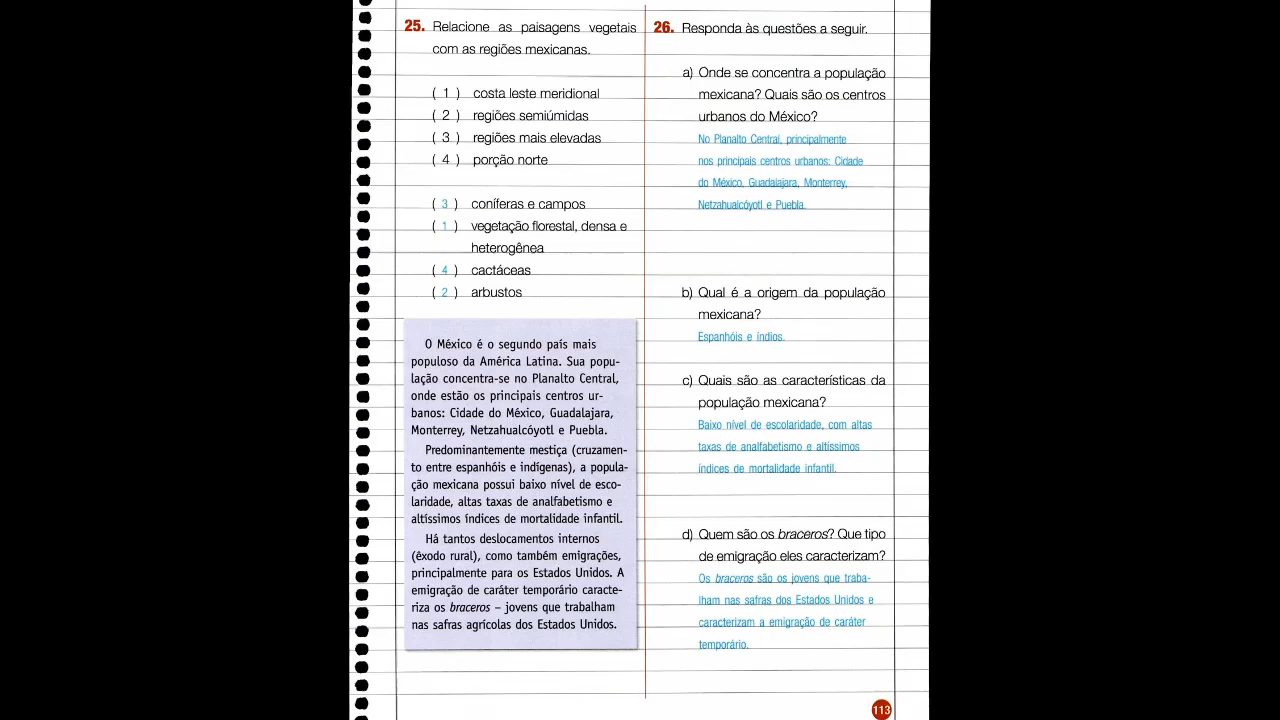 25. Relacione as paisagens vegetais
com as regiões mexicanas.
( 1 ) costa leste meridional
( 2 ) regiões semiúmidas
( 3 ) regiões mais elevadas
( 4 ) porção norte
( 3 ) coníferas e campos
( 1 ) vegetação florestal, densa e
heterogênea
( 4 ) cactáceas
( 2 ) arbustos
O México é o segundo país mais
populoso da América Latina. Sua popu-
lação concentra-se no Planalto Central,
onde estão os principais centros ur-
banos: Cidade do México, Guadalajara,
Monterrey, Netzahualcóyotl e Puebla.
Predominantemente mestiça (cruzamen-
to entre espanhóis e indígenas), a popula-
ção mexicana possui baixo nível de esco-
laridade, altas taxas de analfabetismo e
altíssimos índices de mortalidade infantil.
Há tantos deslocamentos internos
(êxodo rural), como também emigrações,
principalmente para os Estados Unidos. A
emigração de caráter temporário caracte-
riza os braceros – jovens que trabalham
nas safras agrícolas dos Estados Unidos.
26. Responda às questões a seguir.
a) Onde se concentra a população
mexicana? Quais são os centros
urbanos do México?
No Planalto Central, principalmente
nos principais centros urbanos: Cidade
do México, Guadalajara, Monterrey,
Netzahualcóyotl e Puebla.
b) Qual é a origem da população
mexicana?
Espanhóis e índios.
c) Quais são as características da
população mexicana?
Baixo nível de escolaridade, com altas
taxas de analfabetismo e altíssimos
índices de mortalidade infantil.
d) Quem são os braceros? Que tipo
de emigração eles caracterizam?
Os braceros são os jovens que traba-
lham nas safras dos Estados Unidos e
caracterizam a emigração de caráter
temporário.
113